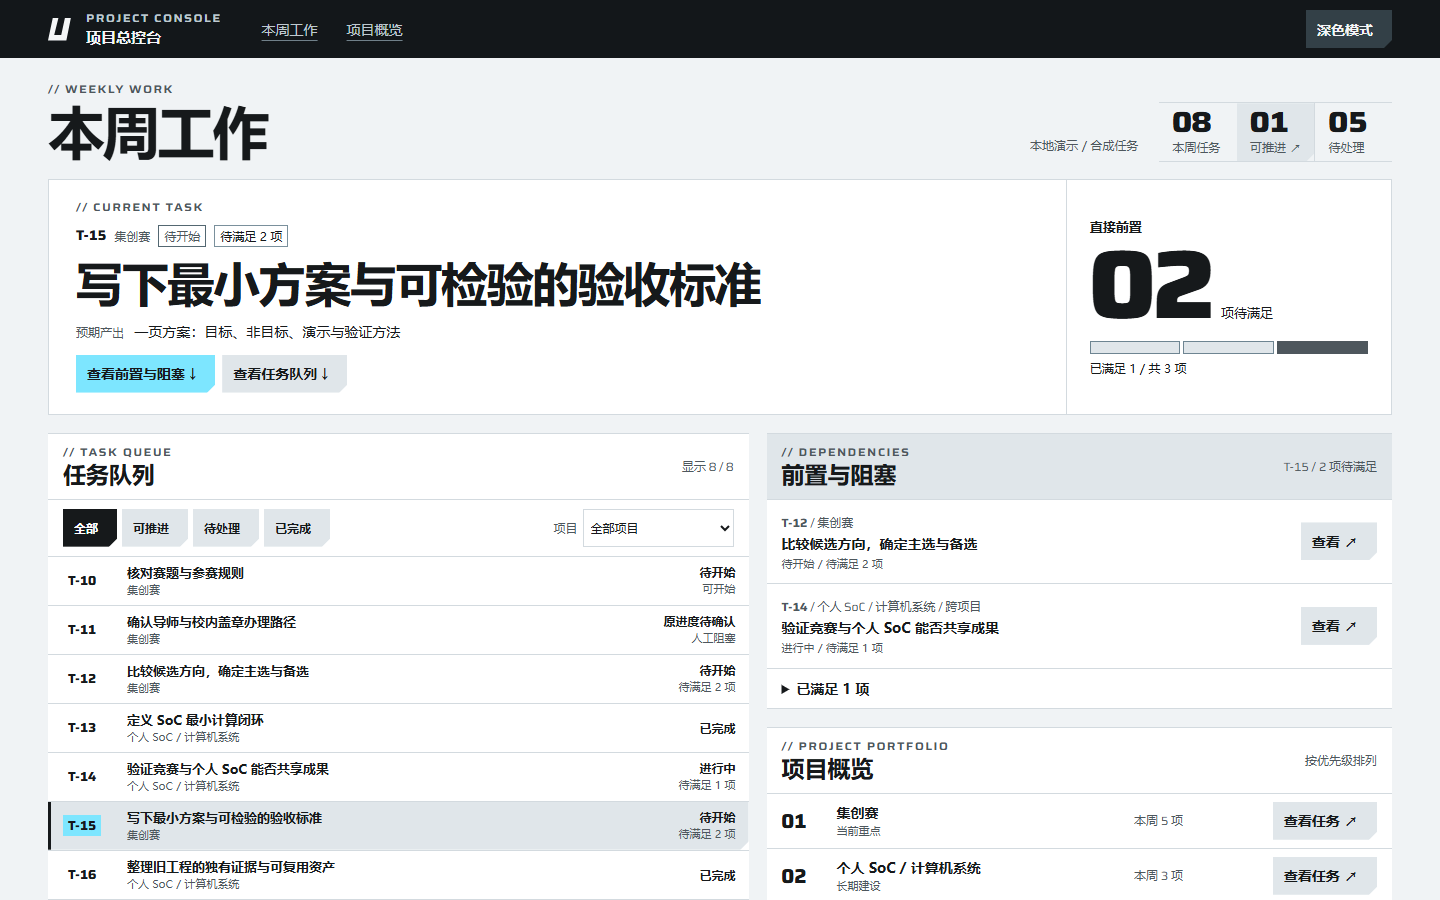 PROJECT CONSOLE
项目总控台
本周工作
项目概览
深色模式
// WEEKLY WORK
本周工作
本地演示 / 合成任务
08
本周任务
01
可推进 ↗
05
待处理
// CURRENT TASK
T-15 集创赛 待开始 待满足 2 项
写下最小方案与可检验的验收标准
预期产出 一页方案：目标、非目标、演示与验证方法
查看前置与阻塞 ↓
查看任务队列 ↓
直接前置
02 项待满足
已满足 1 / 共 3 项
// TASK QUEUE
任务队列
显示 8 / 8
全部
可推进
待处理
已完成
项目 全部项目
T-10
核对赛题与参赛规则
集创赛
待开始
可开始
T-11
确认导师与校内盖章办理路径
集创赛
原进度待确认
人工阻塞
T-12
比较候选方向，确定主选与备选
集创赛
待开始
待满足 2 项
T-13
定义 SoC 最小计算闭环
个人 SoC / 计算机系统
已完成
T-14
验证竞赛与个人 SoC 能否共享成果
个人 SoC / 计算机系统
进行中
待满足 1 项
T-15
写下最小方案与可检验的验收标准
集创赛
待开始
待满足 2 项
T-16
整理旧工程的独有证据与可复用资产
个人 SoC / 计算机系统
已完成
// DEPENDENCIES
前置与阻塞
T-15 / 2 项待满足
T-12 / 集创赛
比较候选方向，确定主选与备选
待开始 / 待满足 2 项
查看 ↗
T-14 / 个人 SoC / 计算机系统 / 跨项目
验证竞赛与个人 SoC 能否共享成果
进行中 / 待满足 1 项
查看 ↗
▶ 已满足 1 项
// PROJECT PORTFOLIO
项目概览
按优先级排列
01
集创赛
当前重点
本周 5 项
查看任务 ↗
02
个人 SoC / 计算机系统
长期建设
本周 3 项
查看任务 ↗